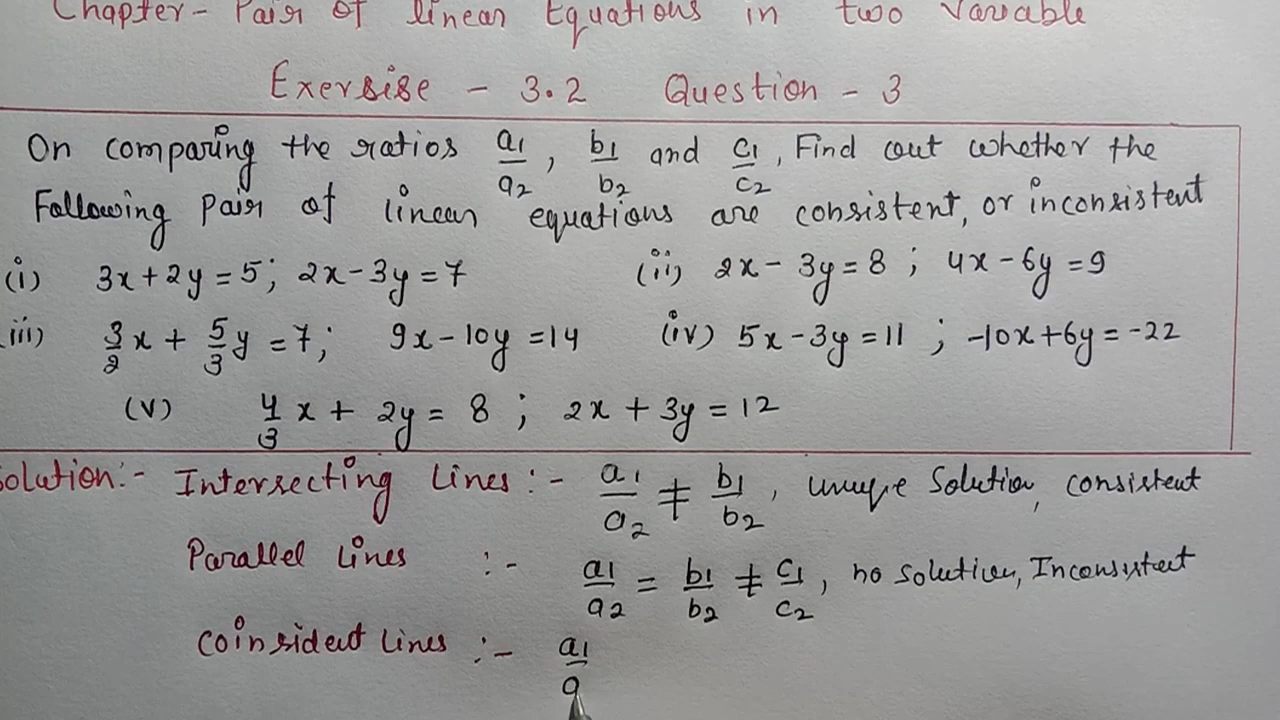 Chapter- Pair of linear Equations in two Variable
Exersise - 3.2 Question - 3
On comparing the ratios a1/a2, b1/b2 and c1/c2, Find out whether the
Following pair of linear equations are consistent, or inconsistent
(i) 3x+2y=5; 2x-3y=7 (ii) 2x-3y=8; 4x-6y=9
iii) 3/2x + 5/3y=7; 9x-10y=14 (iv) 5x-3y=11; -10x+6y=-22
(V) 4/3x + 2y = 8; 2x+3y=12
Solution:- Intersecting Lines:- a1/a2 ≠ b1/b2, unuqe Solution, consistent
Parallel Lines :- a1/a2 = b1/b2 ≠ c1/c2, no solution, Inconsistent
Coinsident Lines :- a1/a